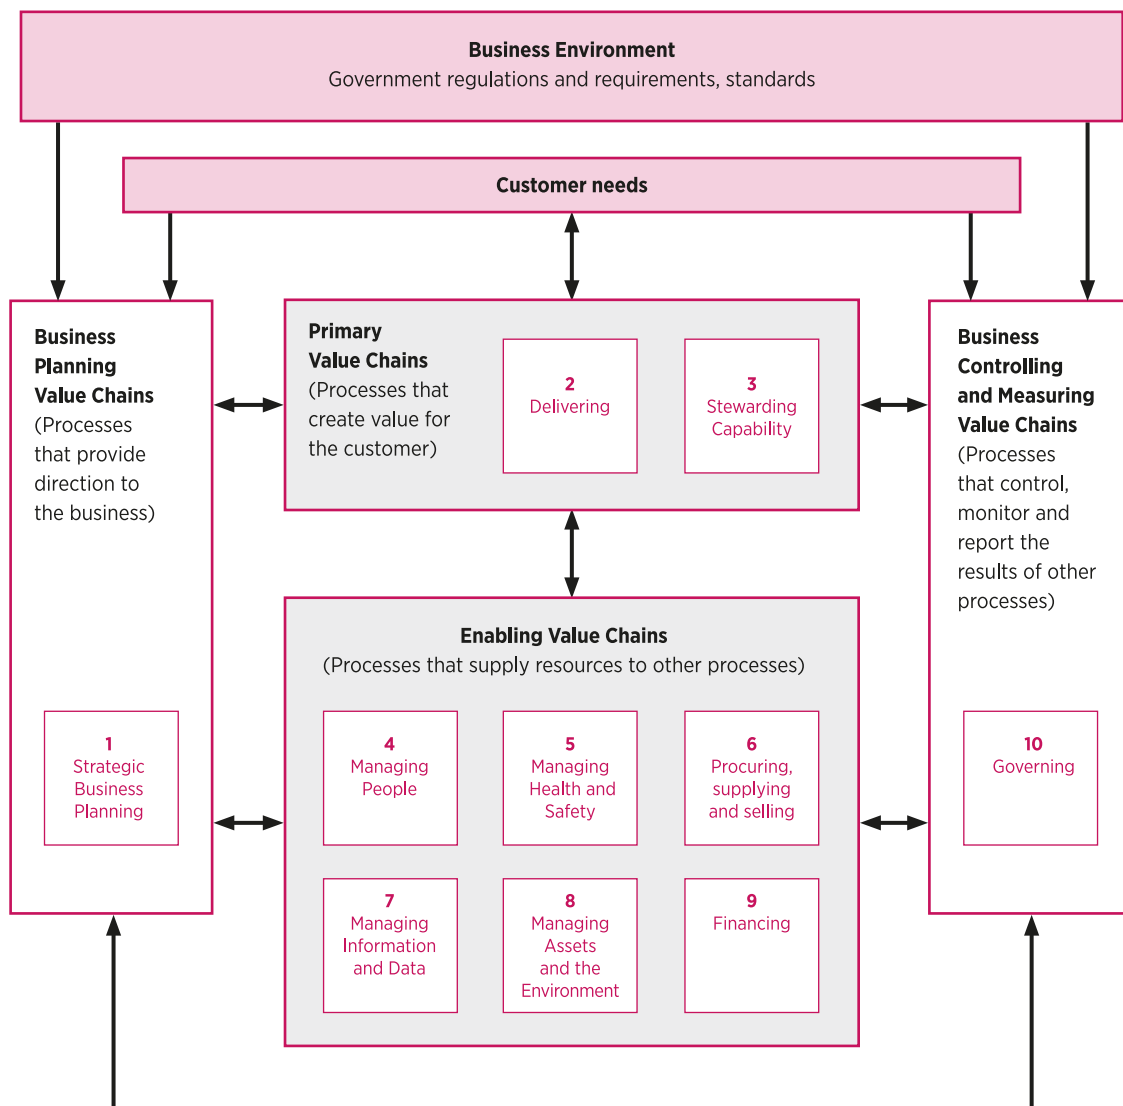 Business Environment
Government regulations and requirements, standards
Customer needs
Business
Planning
Value Chains
(Processes
that provide
direction to
the business)
1
Strategic
Business
Planning
Primary
Value Chains
(Processes that
create value for
the customer)
2
Delivering
3
Stewarding
Capability
Enabling Value Chains
(Processes that supply resources to other processes)
4
Managing
People
5
Managing
Health and
Safety
6
Procuring,
supplying
and selling
7
Managing
Information
and Data
8
Managing
Assets
and the
Environment
9
Financing
Business
Controlling
and Measuring
Value Chains
(Processes
that control,
monitor and
report the
results of other
processes)
10
Governing